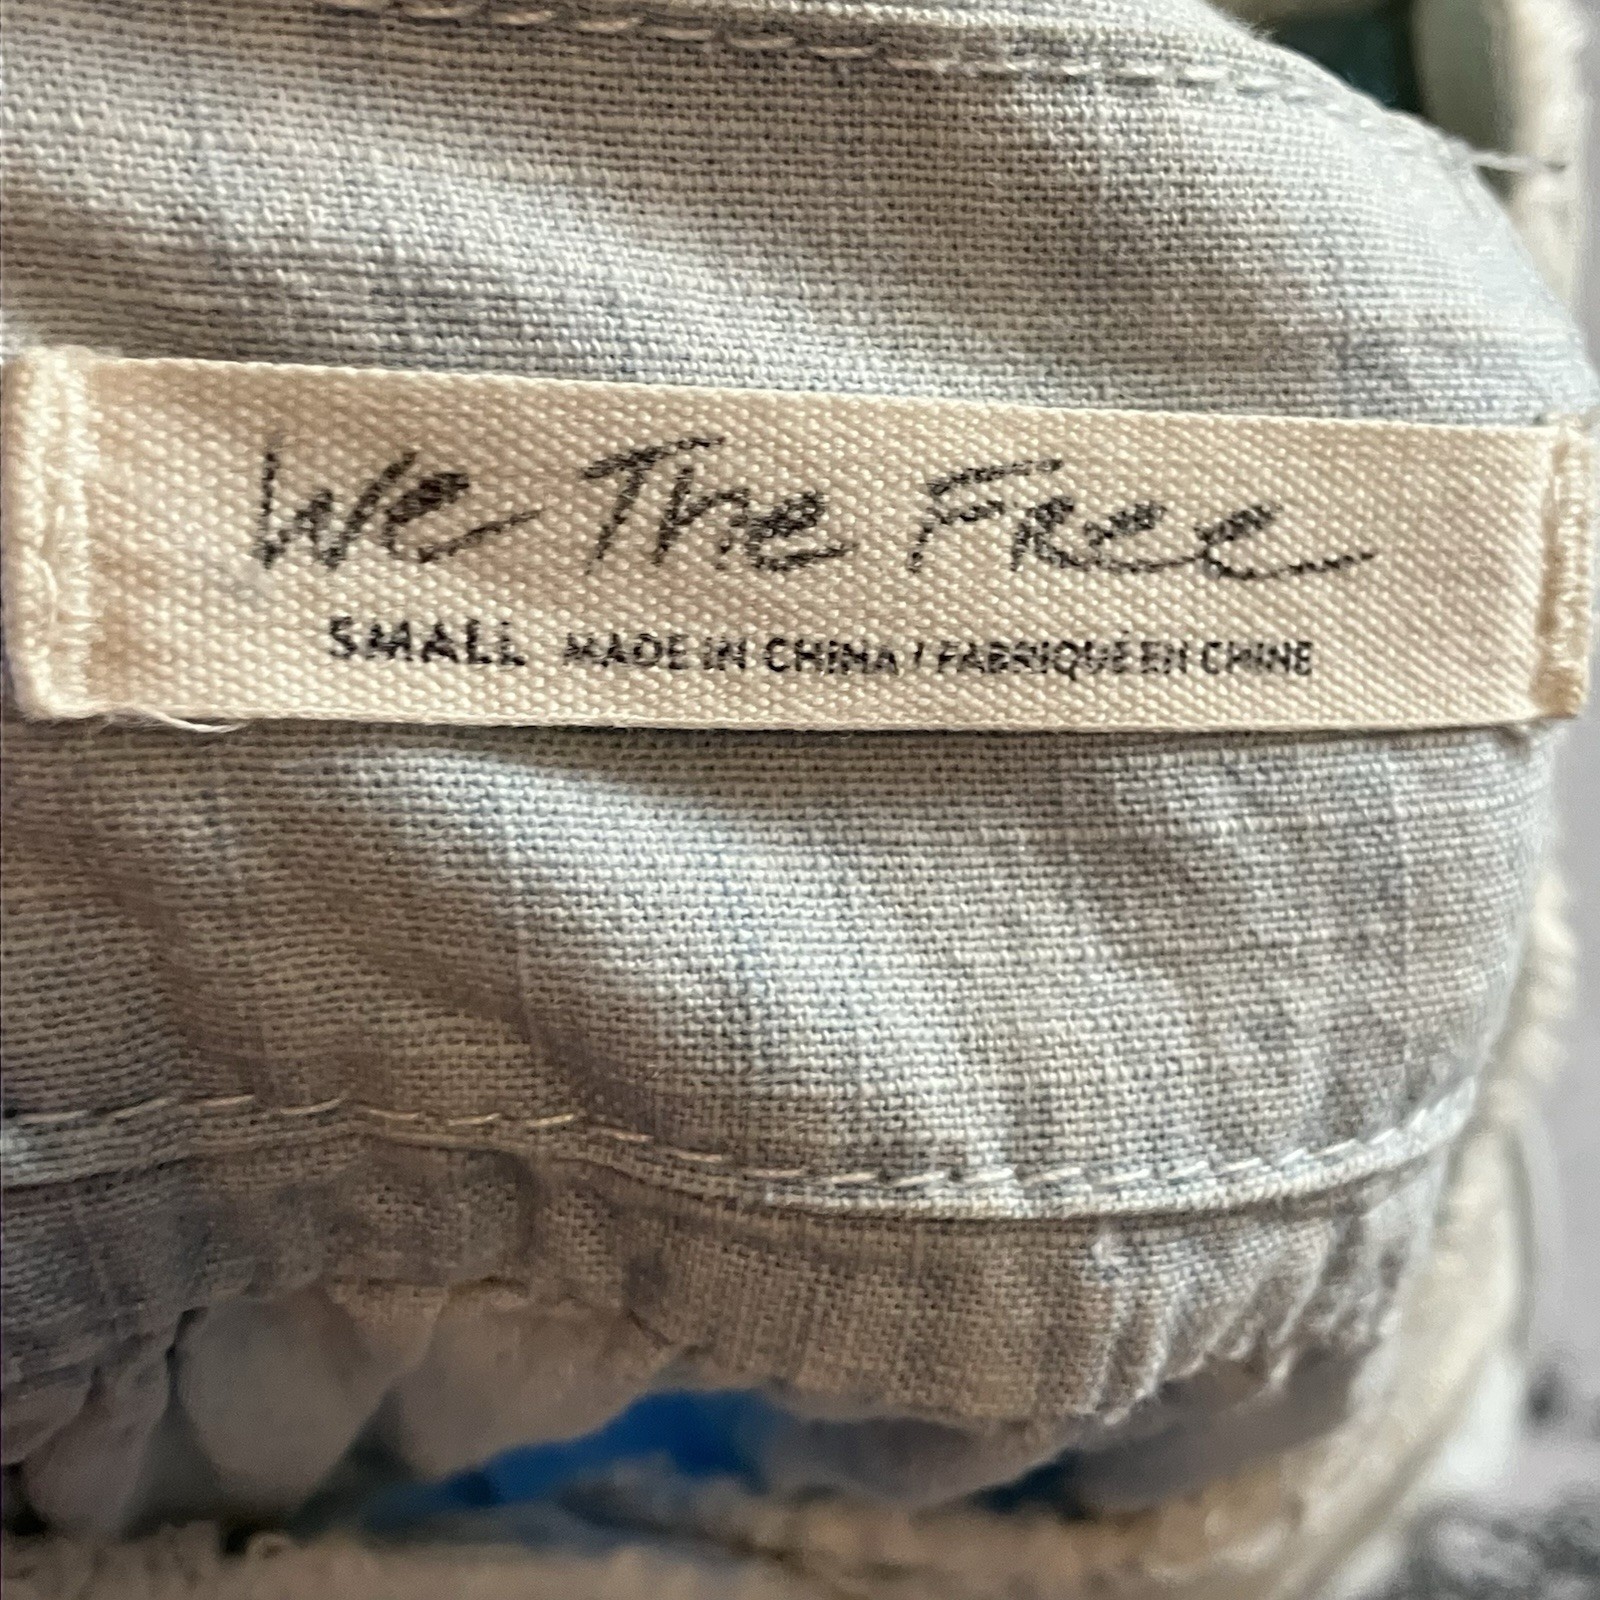 We The Free
SMALL MADE IN CHINA / FABRIQUÉ EN CHINE